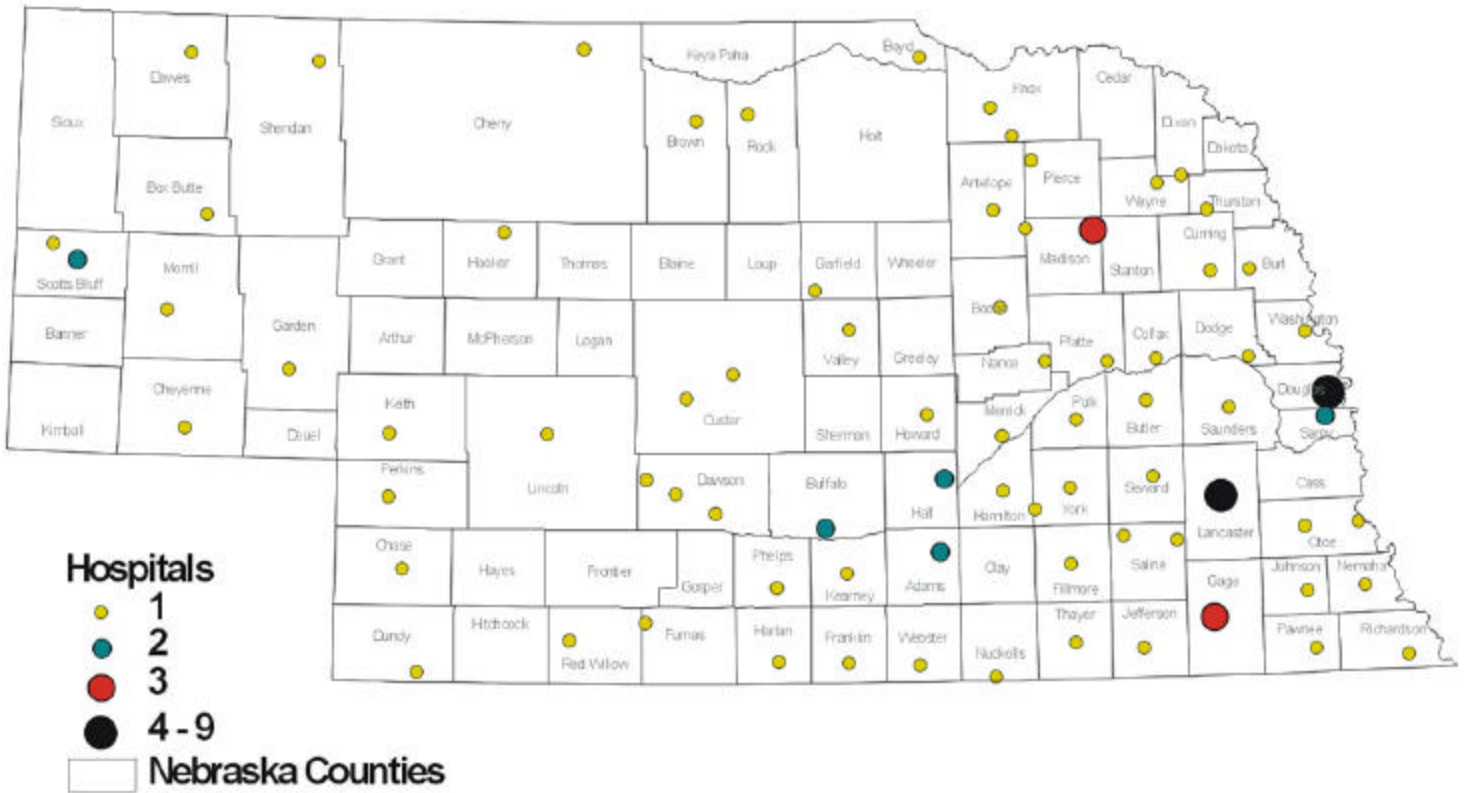 Keya Paha
Boyd
Dawes
Cedar
Knox
Sioux
Sheridan
Cherry
Dixon
Holt
Brown
Rock
Dakota
Pierce
Antelope
Box Butte
Wayne
Thurston
Cuming
Grant
Hooker
Thomas
Blaine
Loup
Garfield
Wheeler
Madison
Stanton
Burt
Morrill
Scotts Bluff
Boone
Garden
Banner
Arthur
McPherson
Logan
Valley
Greeley
Nance
Platte
Colfax
Dodge
Washington
Cheyenne
Douglas
Keith
Custer
Merrick
Polk
Kimball
Deuel
Sherman
Howard
Butler
Saunders
Sarpy
Perkins
Lincoln
Dawson
Buffalo
Hall
Hamilton
York
Seward
Cass
Lancaster
Otoe
Chase
Hayes
Frontier
Gosper
Phelps
Kearney
Adams
Clay
Fillmore
Saline
Gage
Johnson
Nemaha
Dundy
Hitchcock
Red Willow
Furnas
Harlan
Franklin
Webster
Nuckolls
Thayer
Jefferson
Pawnee
Richardson
Hospitals
1
2
3
4 - 9
Nebraska Counties